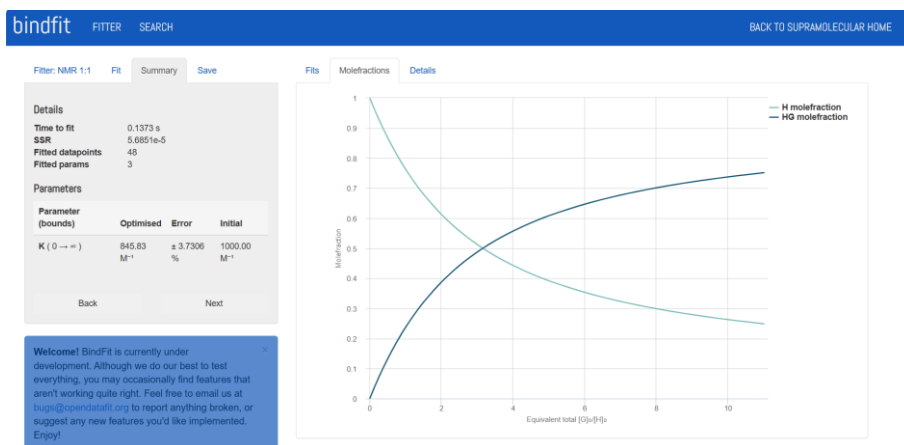 bindfit FITTER SEARCH BACK TO SUPRAMOLECULAR HOME
Fitter: NMR 1:1 Fit Summary Save
Details
Time to fit 0.1373 s
SSR 5.6851e-5
Fitted datapoints 48
Fitted params 3
Parameters
Parameter (bounds) Optimised Error Initial
K ( 0 → ∞ ) 845.83 M⁻¹ ± 3.7306 % 1000.00 M⁻¹
Back Next
Welcome! BindFit is currently under ×
development. Although we do our best to test
everything, you may occasionally find features that
aren't working quite right. Feel free to email us at
bugs@opendatafit.org to report anything broken, or
suggest any new features you'd like implemented.
Enjoy!
Fits Molefractions Details
H molefraction
HG molefraction
Molefraction
1
0.9
0.8
0.7
0.6
0.5
0.4
0.3
0.2
0.1
0
0 2 4 6 8 10
Equivalent total [G]₀/[H]₀